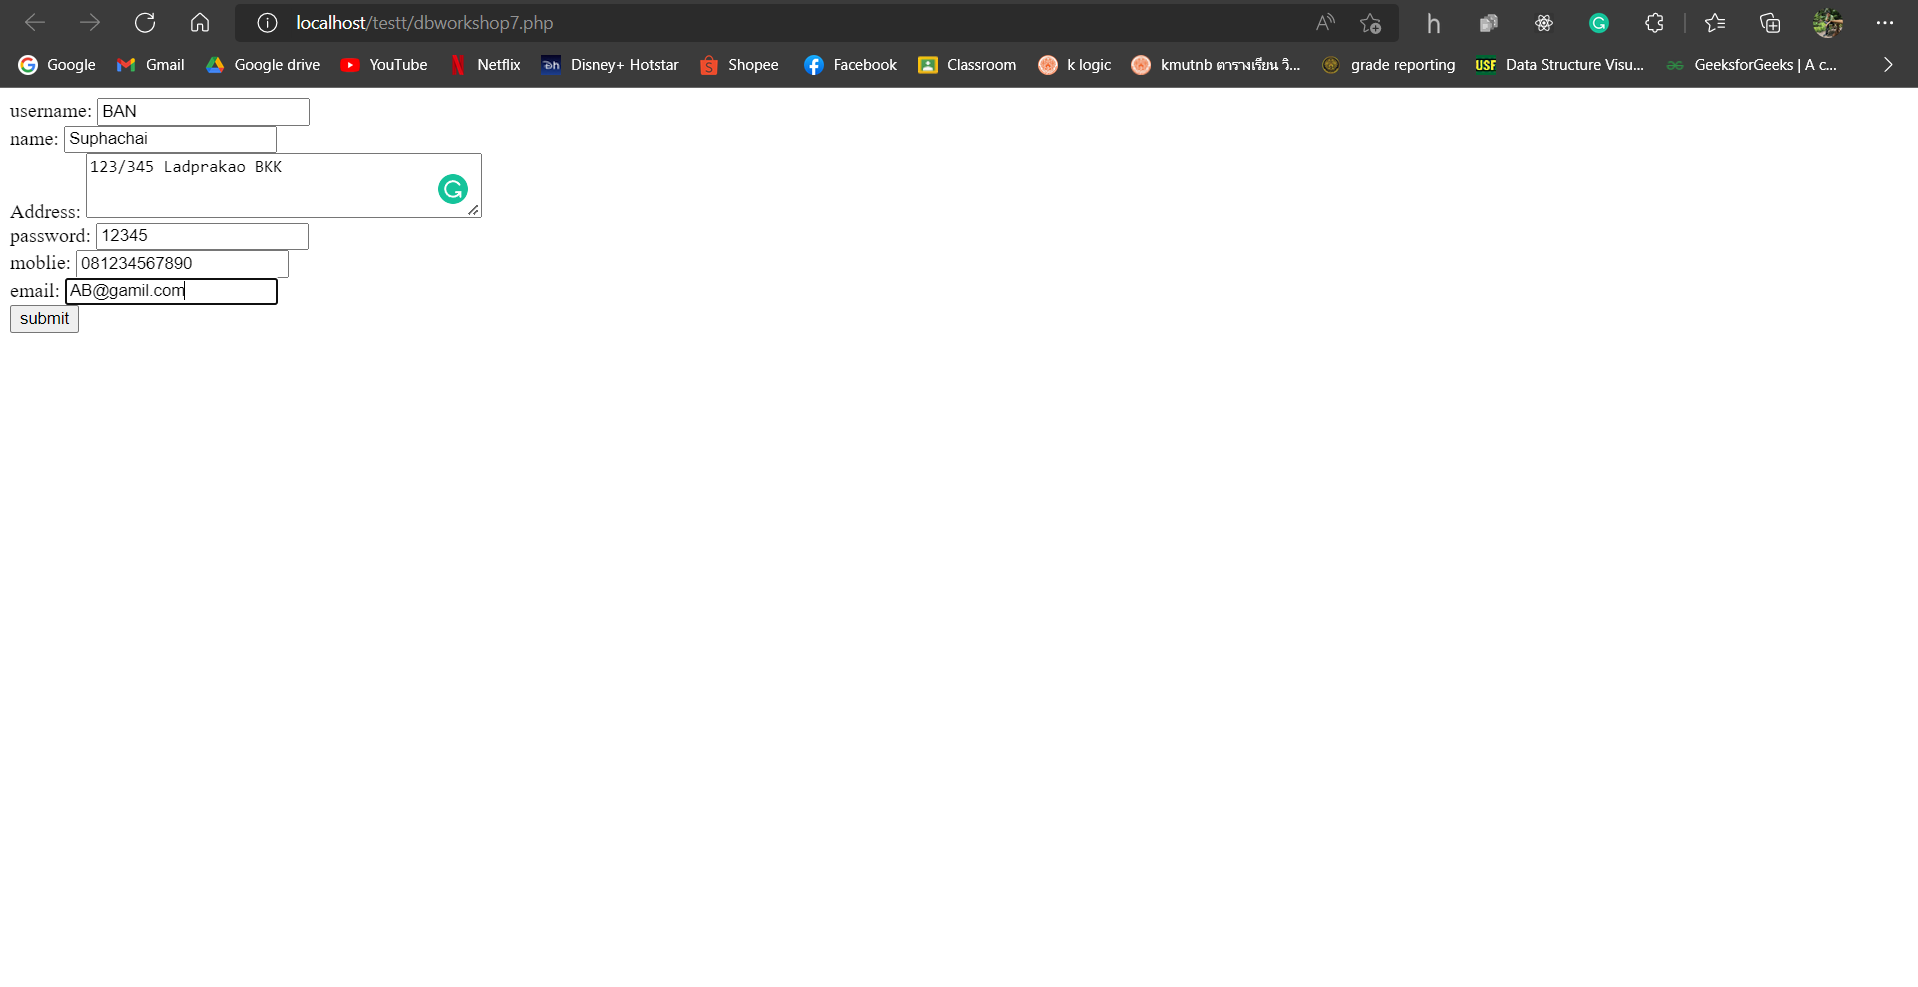 localhost/testt/dbworkshop7.php
Google Gmail Google drive YouTube Netflix Disney+ Hotstar Shopee Facebook Classroom k logic kmutnb ตารางเรียน วิ... grade reporting USF Data Structure Visu... GeeksforGeeks | A c...
username: BAN
name: Suphachai
Address: 123/345 Ladprakao BKK
password: 12345
moblie: 081234567890
email: AB@gamil.com
submit